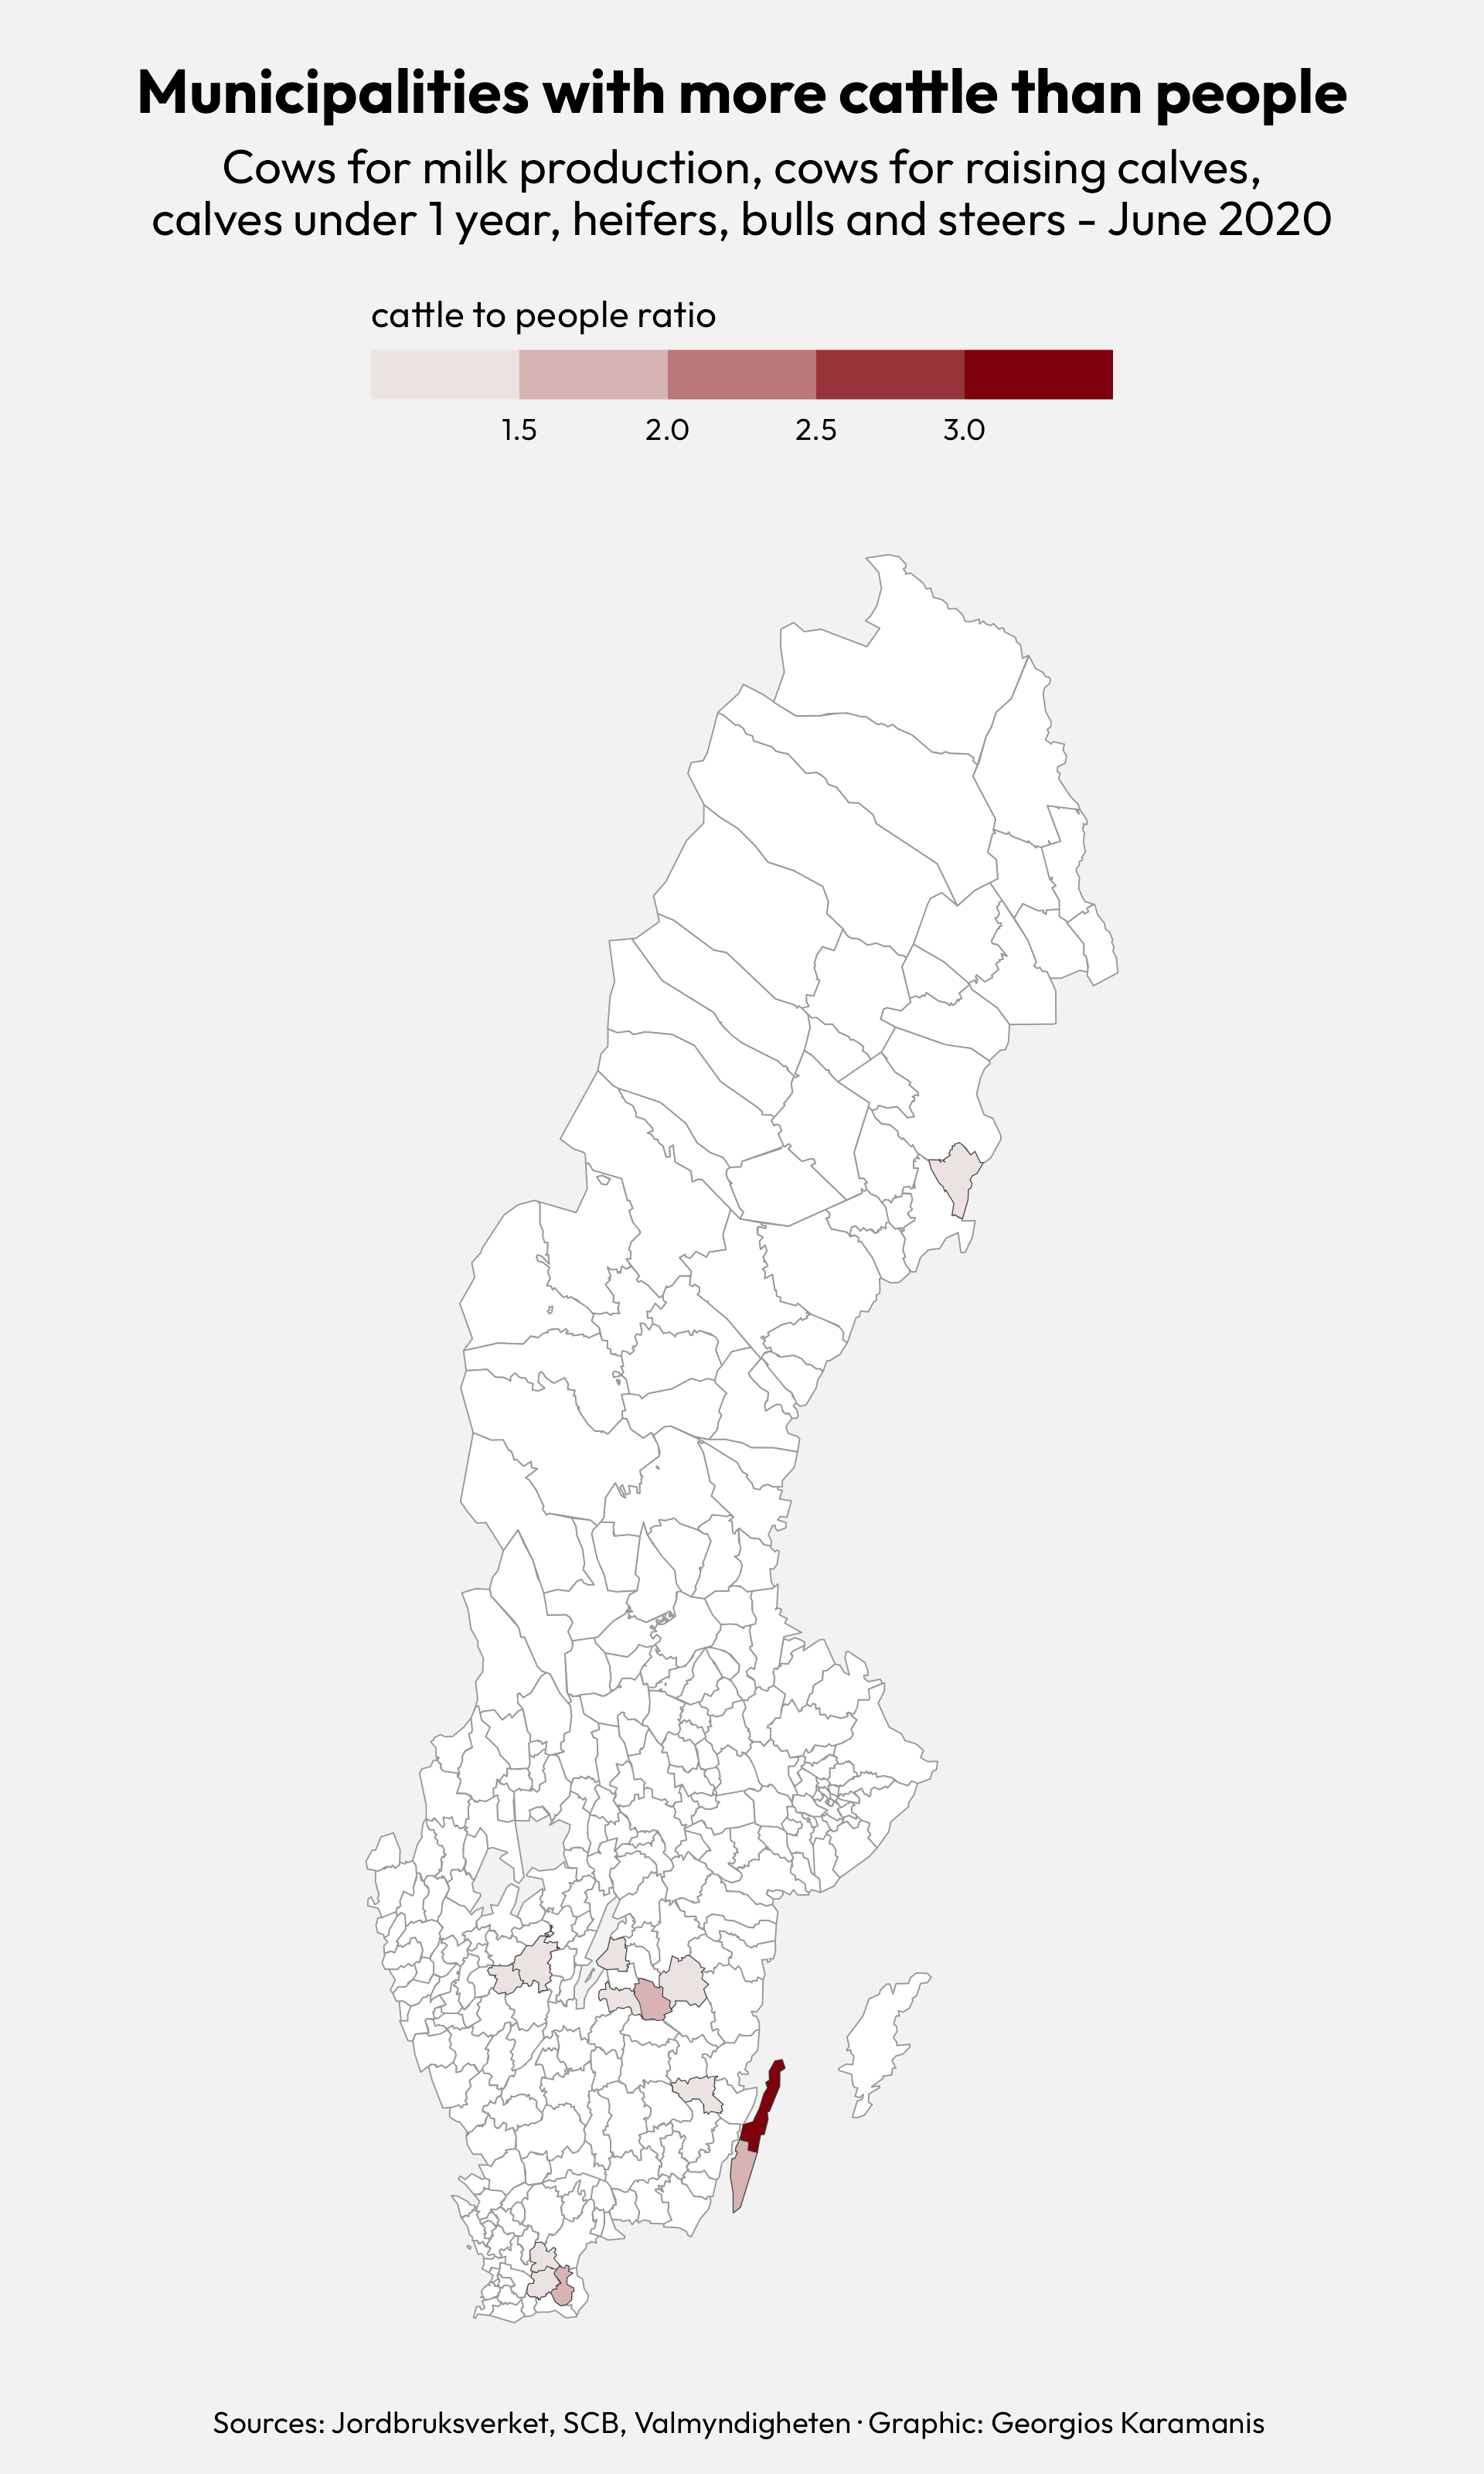 Municipalities with more cattle than people
Cows for milk production, cows for raising calves,
calves under 1 year, heifers, bulls and steers - June 2020
cattle to people ratio
1.5 2.0 2.5 3.0
Sources: Jordbruksverket, SCB, Valmyndigheten · Graphic: Georgios Karamanis